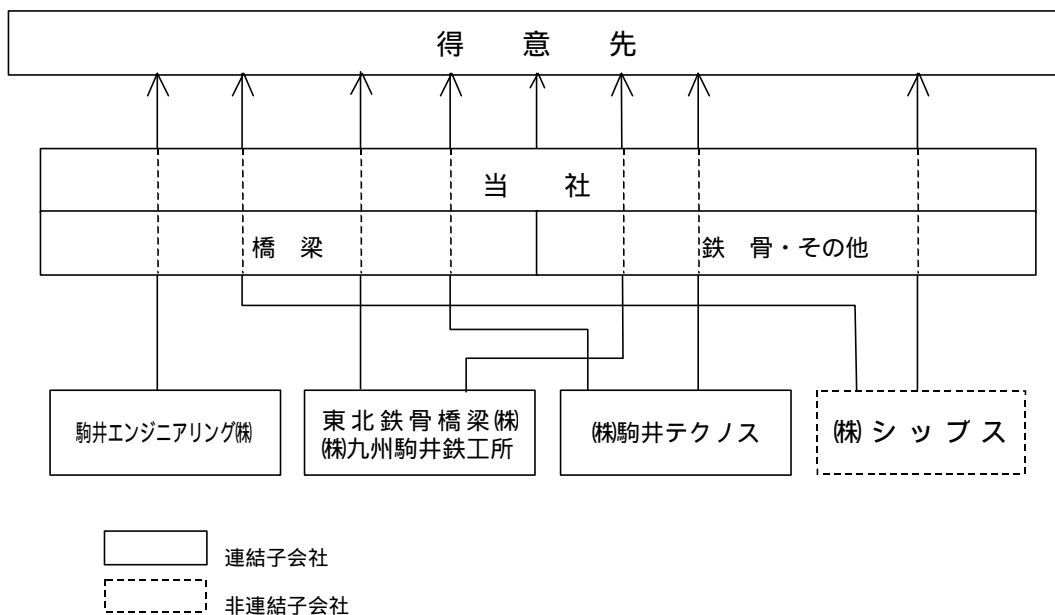 得 意 先
当 社
橋 梁
鉄 骨・その他
駒井エンジニアリング㈱
東北鉄骨橋梁㈱
㈱九州駒井鉄工所
㈱駒井テクノス
㈱シップス
連結子会社
非連結子会社